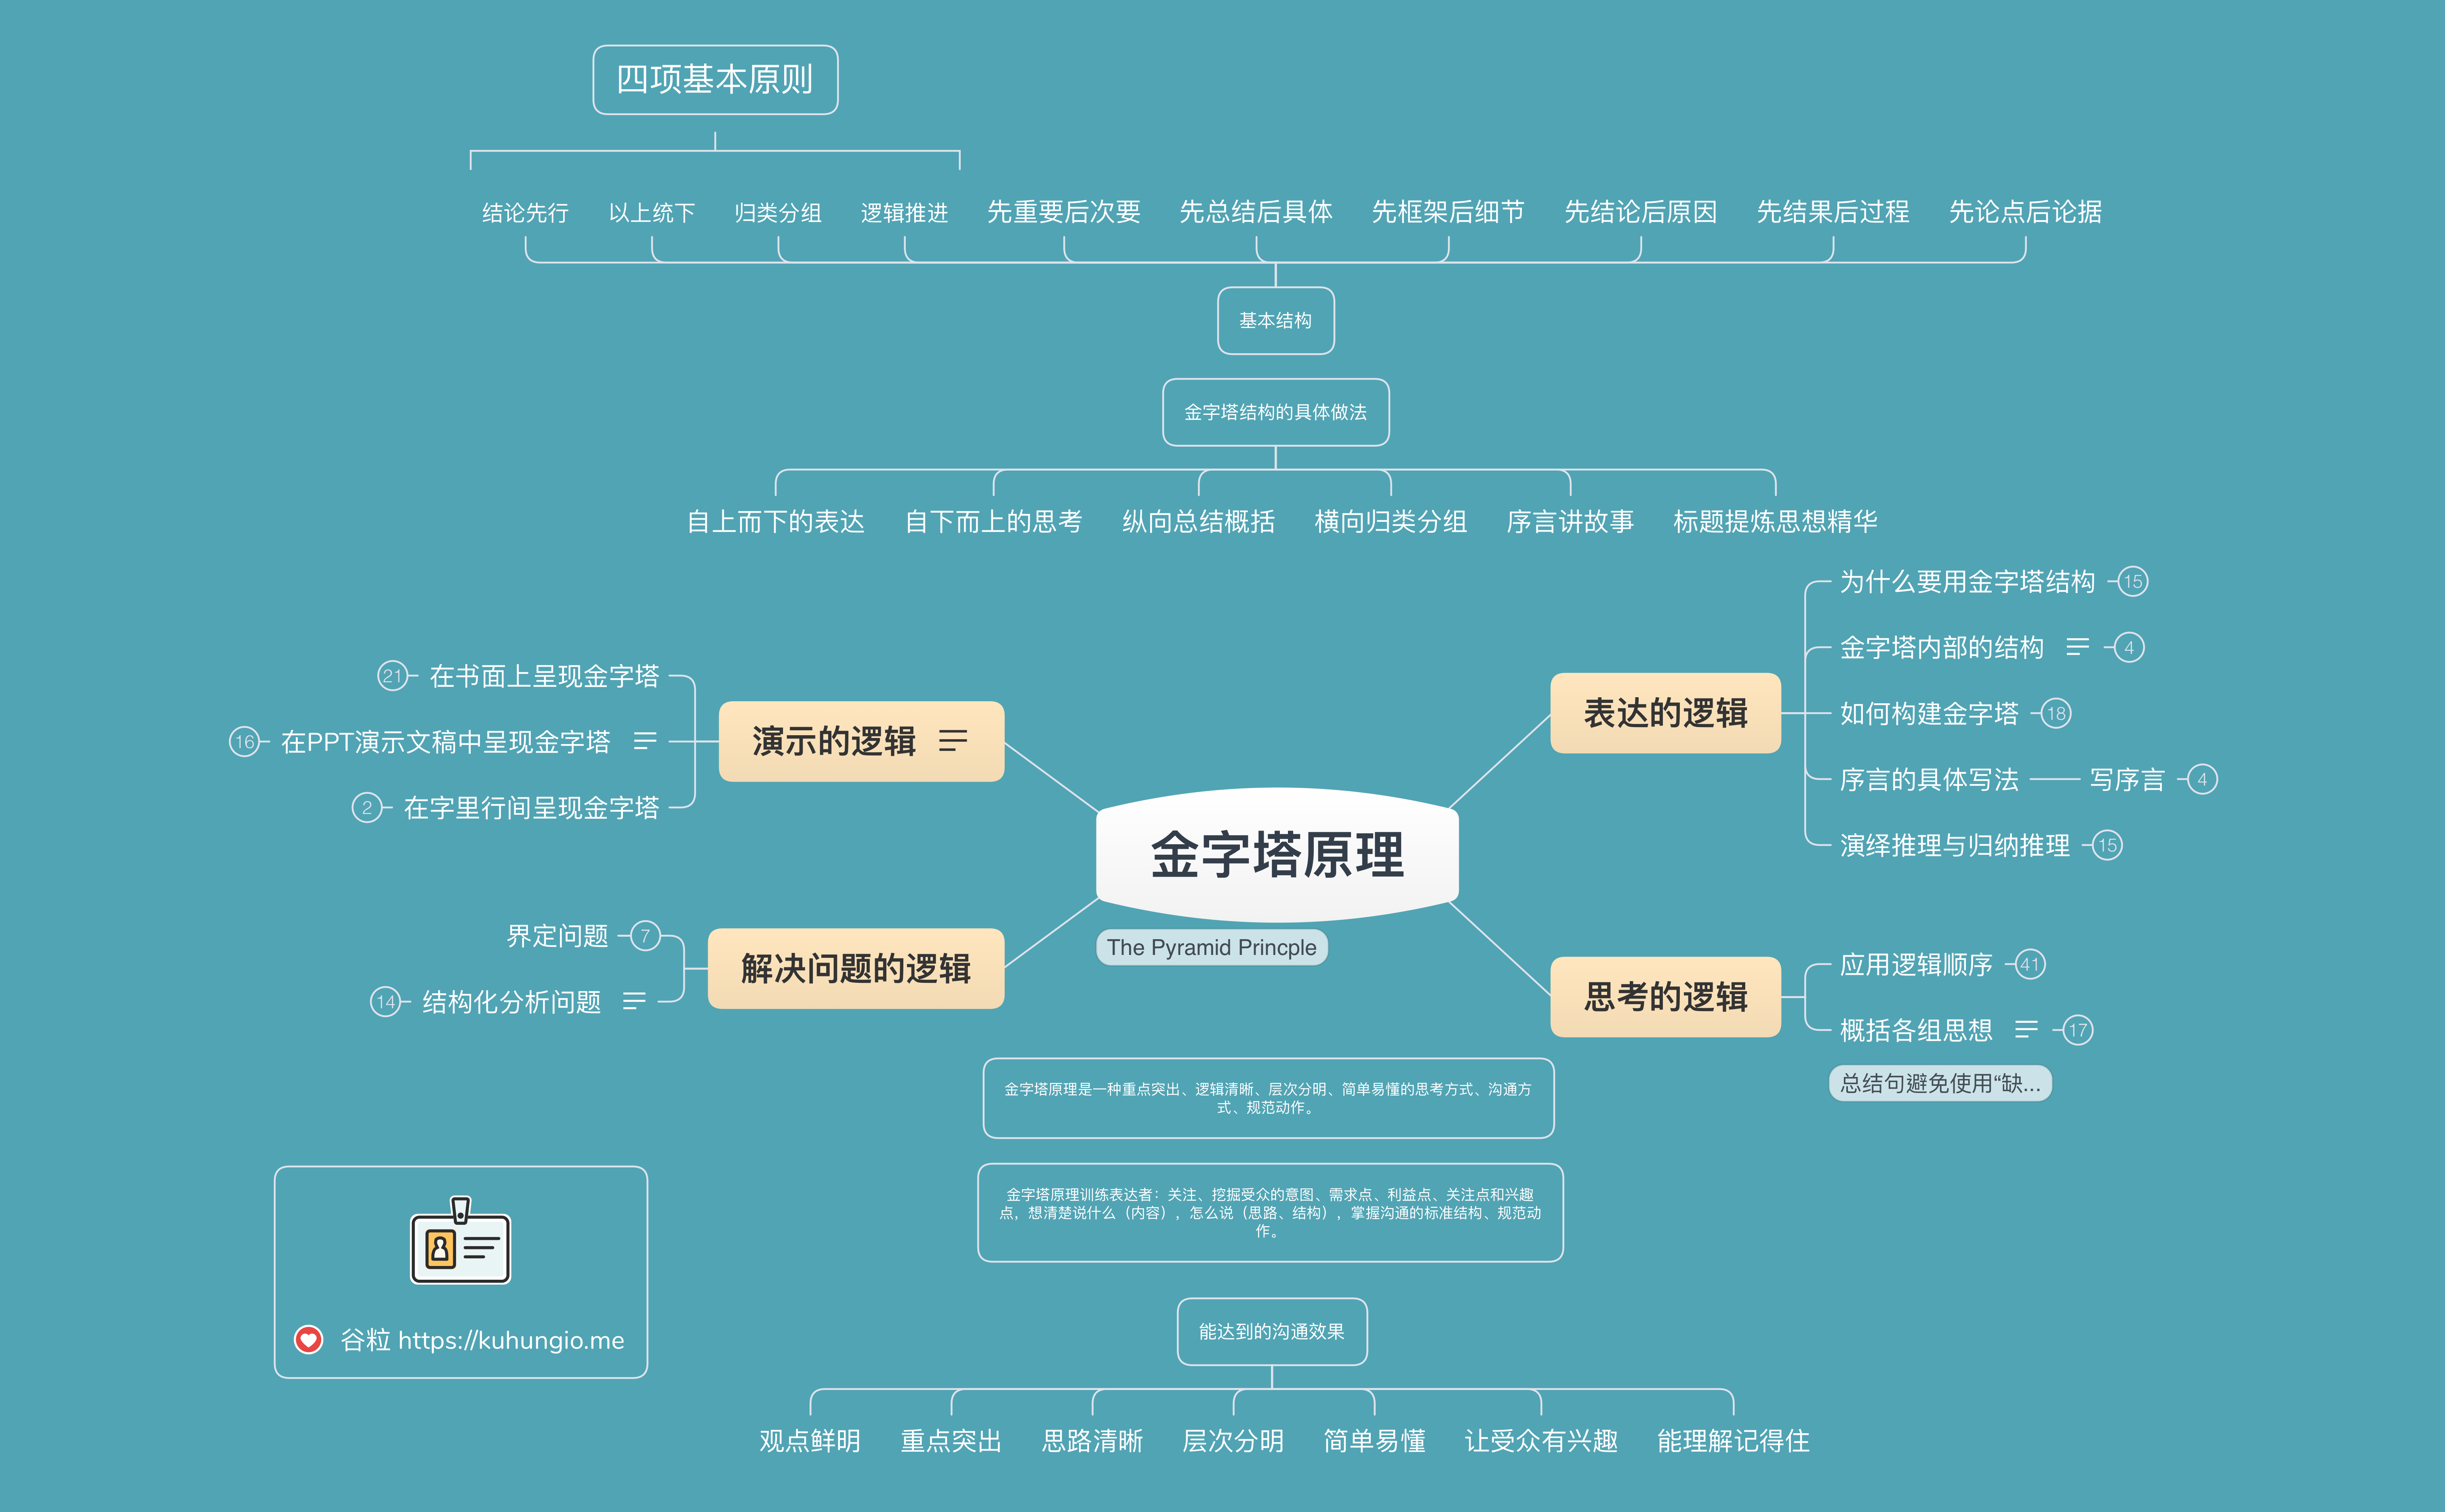 四项基本原则
结论先行
以上统下
归类分组
逻辑推进
先重要后次要
先总结后具体
先框架后细节
先结论后原因
先结果后过程
先论点后论据
基本结构
金字塔结构的具体做法
自上而下的表达
自下而上的思考
纵向总结概括
横向归类分组
序言讲故事
标题提炼思想精华
金字塔原理
The Pyramid Princple
表达的逻辑
为什么要用金字塔结构
15
金字塔内部的结构
4
如何构建金字塔
18
序言的具体写法
写序言
4
演绎推理与归纳推理
15
思考的逻辑
应用逻辑顺序
41
概括各组思想
17
总结句避免使用“缺...
演示的逻辑
在书面上呈现金字塔
21
在PPT演示文稿中呈现金字塔
16
在字里行间呈现金字塔
2
解决问题的逻辑
界定问题
7
结构化分析问题
14
金字塔原理是一种重点突出、逻辑清晰、层次分明、简单易懂的思考方式、沟通方
式、规范动作。
金字塔原理训练表达者：关注、挖掘受众的意图、需求点、利益点、关注点和兴趣
点，想清楚说什么（内容），怎么说（思路、结构），掌握沟通的标准结构、规范动
作。
能达到的沟通效果
观点鲜明
重点突出
思路清晰
层次分明
简单易懂
让受众有兴趣
能理解记得住
谷粒 https://kuhungio.me